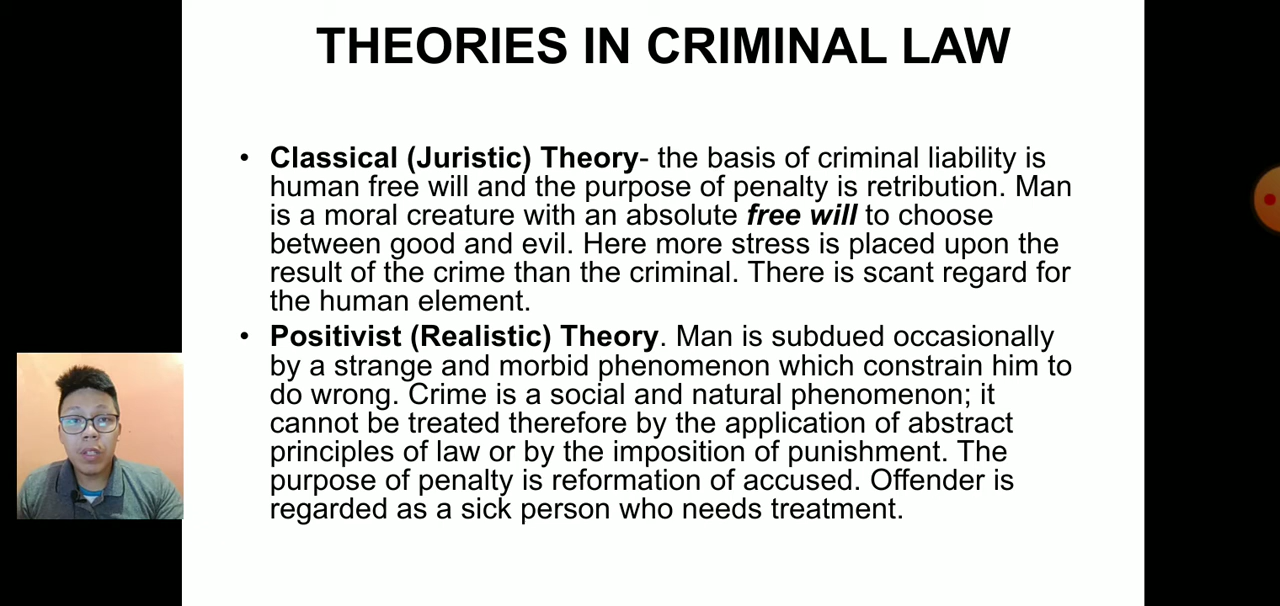 THEORIES IN CRIMINAL LAW
• Classical (Juristic) Theory- the basis of criminal liability is
human free will and the purpose of penalty is retribution. Man
is a moral creature with an absolute free will to choose
between good and evil. Here more stress is placed upon the
result of the crime than the criminal. There is scant regard for
the human element.
• Positivist (Realistic) Theory. Man is subdued occasionally
by a strange and morbid phenomenon which constrain him to
do wrong. Crime is a social and natural phenomenon; it
cannot be treated therefore by the application of abstract
principles of law or by the imposition of punishment. The
purpose of penalty is reformation of accused. Offender is
regarded as a sick person who needs treatment.